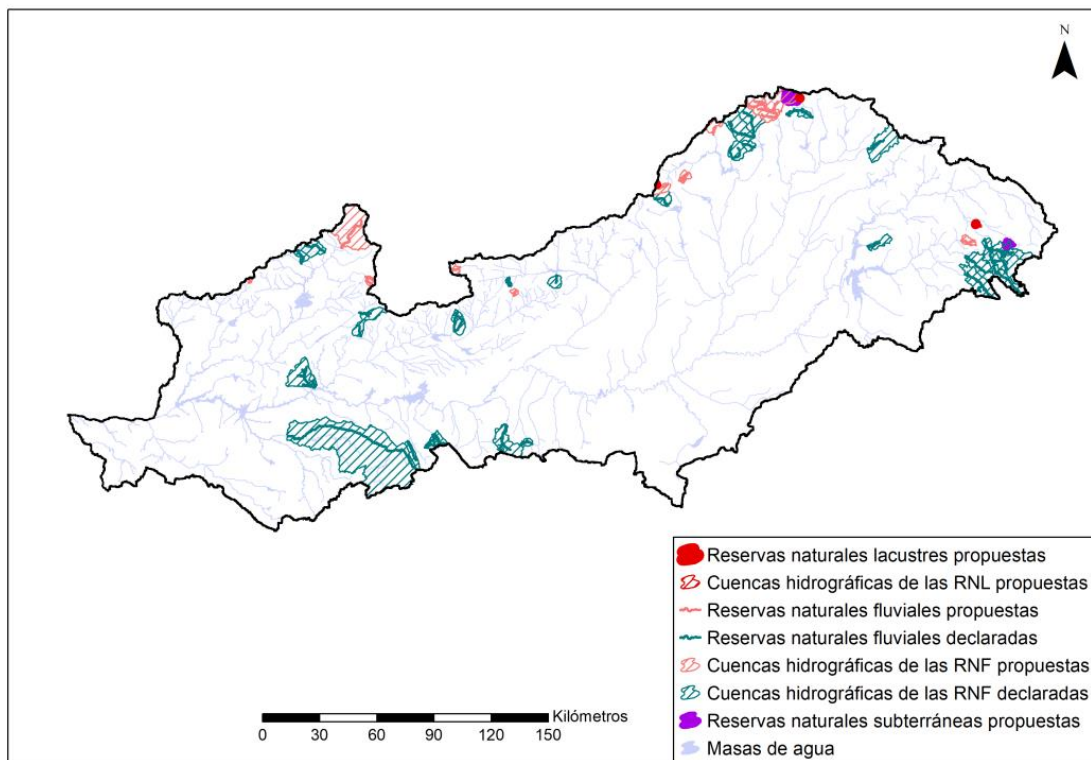 N
Reservas naturales lacustres propuestas
Cuencas hidrográficas de las RNL propuestas
Reservas naturales fluviales propuestas
Reservas naturales fluviales declaradas
Cuencas hidrográficas de las RNF propuestas
Cuencas hidrográficas de las RNF declaradas
Reservas naturales subterráneas propuestas
Masas de agua
Kilómetros
0 30 60 90 120 150